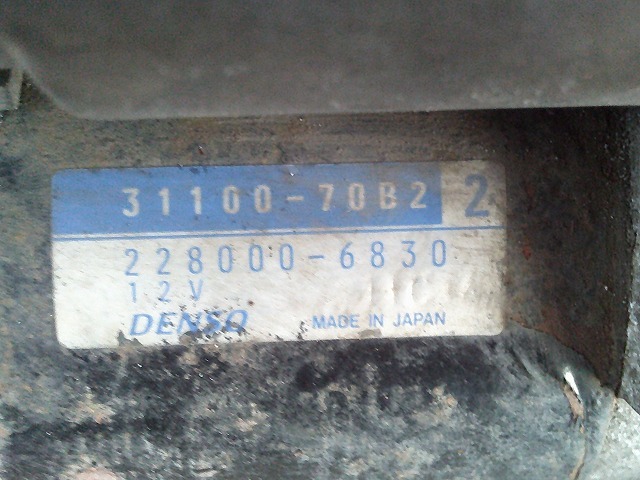 31100-70B2 2
228000-6830
12V
DENSO MADE IN JAPAN